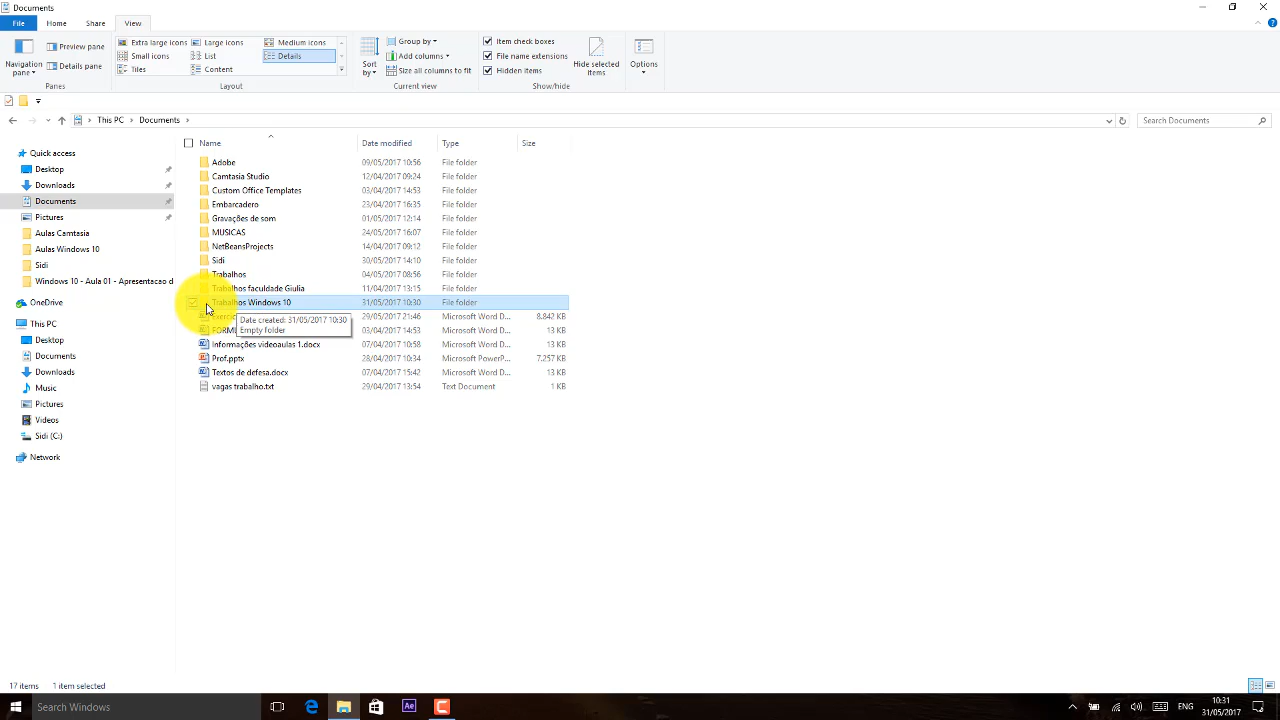 Documents
File Home Share View
Navigation pane
Preview pane
Details pane
Panes
Extra large icons Large icons Medium icons
Small icons List Details
Tiles Content
Layout
Sort by
Group by
Add columns
Size all columns to fit
Current view
Item check boxes
File name extensions
Hidden items
Hide selected items
Show/hide
Options
This PC Documents
Search Documents
Quick access
Desktop
Downloads
Documents
Pictures
Aulas Camtasia
Aulas Windows 10
Sidi
Windows 10 - Aula 01 - Apresentacao d
OneDrive
This PC
Desktop
Documents
Downloads
Music
Pictures
Videos
Sidi (C:)
Network
Name Date modified Type Size
Adobe 09/05/2017 10:56 File folder
Camtasia Studio 12/04/2017 09:24 File folder
Custom Office Templates 03/04/2017 14:53 File folder
Embarcadero 23/04/2017 16:35 File folder
Gravações de som 01/05/2017 12:14 File folder
MUSICAS 24/05/2017 16:07 File folder
NetBeansProjects 14/04/2017 09:12 File folder
Sidi 30/05/2017 14:10 File folder
Trabalhos 04/05/2017 08:56 File folder
Trabalhos faculdade Giulia 11/04/2017 13:15 File folder
Trabalhos Windows 10 31/05/2017 10:30 File folder
29/05/2017 21:46 Microsoft Word D... 8.842 KB
03/04/2017 14:53 Microsoft Word D... 13 KB
Informações videoaulas 1.docx 07/04/2017 10:58 Microsoft Word D... 13 KB
Prof.pptx 28/04/2017 10:34 Microsoft PowerP... 7.257 KB
Textos de defesa.docx 07/04/2017 15:42 Microsoft Word D... 13 KB
vagas trabalho.txt 29/04/2017 13:54 Text Document 1 KB
Date created: 31/05/2017 10:30
Empty folder
17 items 1 item selected
Search Windows
Ae
ENG
10:31
31/05/2017